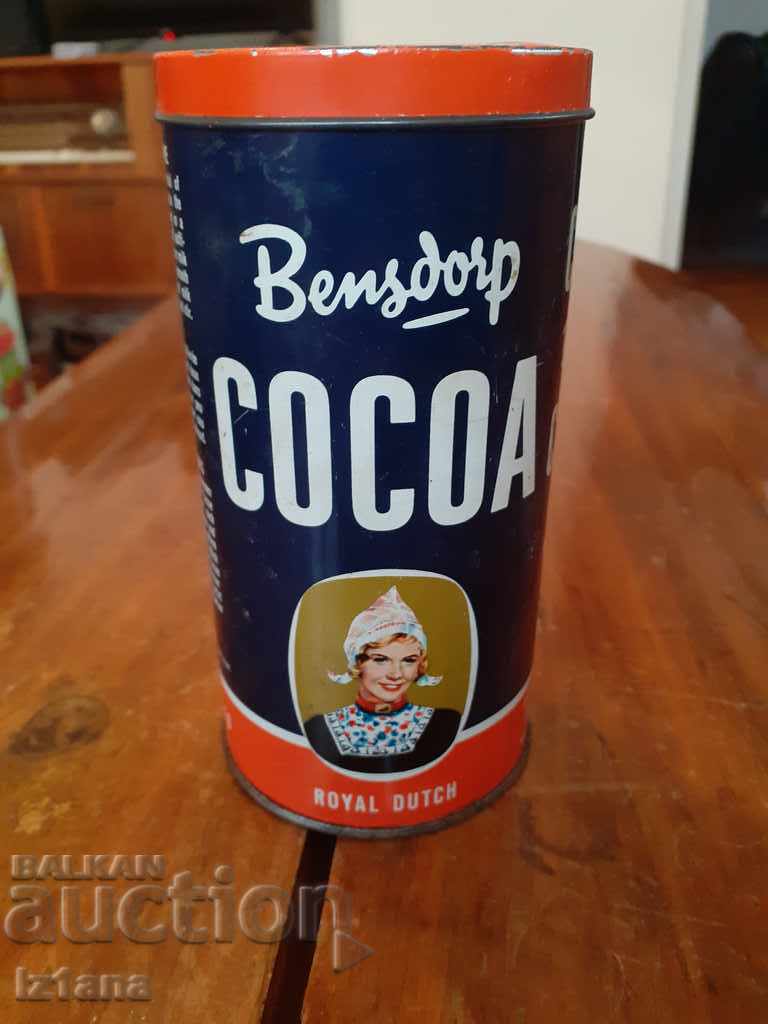 Bensdorp
COCOA
ROYAL DUTCH
BALKAN
auction
Iz1ana